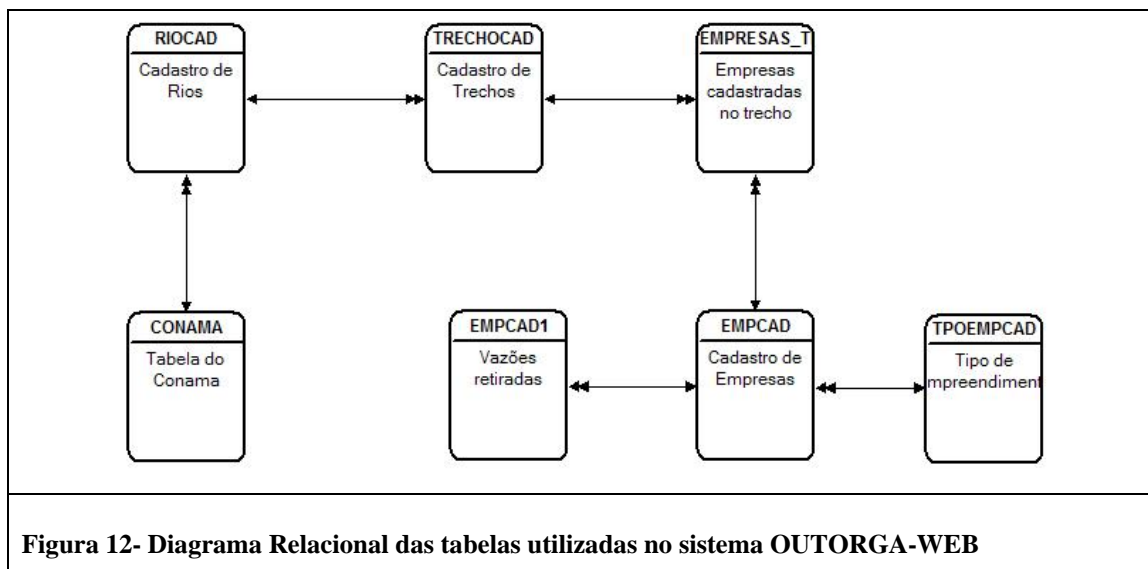 RIOCAD
Cadastro de
Rios
TRECHOCAD
Cadastro de
Trechos
EMPRESAS_T
Empresas
cadastradas
no trecho
CONAMA
Tabela do
Conama
EMPCAD1
Vazões
retiradas
EMPCAD
Cadastro de
Empresas
TPOEMPCAD
Tipo de
mpreendiment
Figura 12- Diagrama Relacional das tabelas utilizadas no sistema OUTORGA-WEB